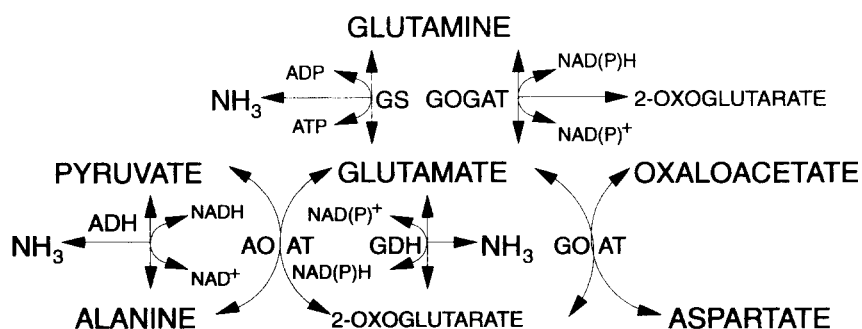 GLUTAMINE
ADP NAD(P)H
NH₃ GS GOGAT 2-OXOGLUTARATE
ATP NAD(P)⁺
PYRUVATE GLUTAMATE OXALOACETATE
ADH NADH NAD(P)⁺
NH₃ AO AT GDH NH₃ GO AT
NAD⁺ NAD(P)H
ALANINE 2-OXOGLUTARATE ASPARTATE